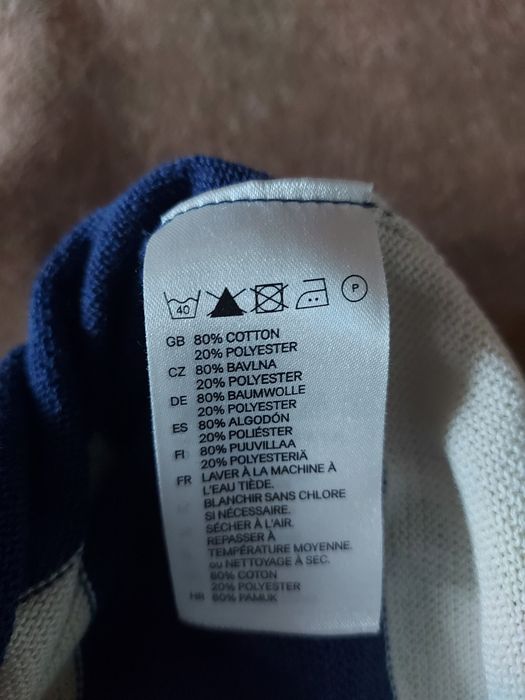 40 P
GB 80% COTTON
20% POLYESTER
CZ 80% BAVLNA
20% POLYESTER
DE 80% BAUMWOLLE
20% POLYESTER
ES 80% ALGODÓN
20% POLIÉSTER
FI 80% PUUVILLAA
20% POLYESTERIÄ
FR LAVER À LA MACHINE À
L'EAU TIÈDE.
BLANCHIR SANS CHLORE
SI NÉCESSAIRE.
SÉCHER À L'AIR.
REPASSER À
TEMPÉRATURE MOYENNE.
ou NETTOYAGE À SEC.
80% COTON
20% POLYESTER
HR 80% PAMUK